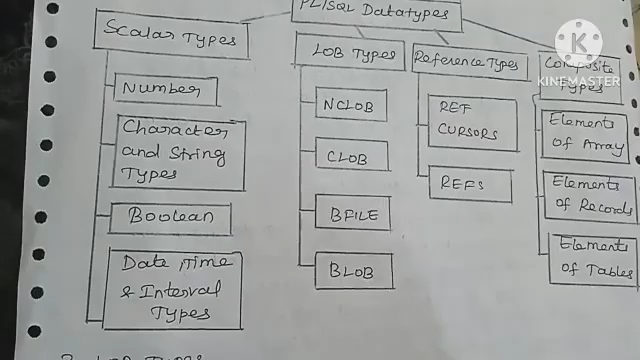 PL/SQL Datatypes
Scalar Types
LOB Types
Reference Types
Composite
Types
Number
Character
and String
Types
Boolean
Date, Time
& Interval
Types
NCLOB
CLOB
BFILE
BLOB
REF
CURSORS
REFS
Elements
of Array
Elements
of Records
Elements
of Tables
KINEMASTER